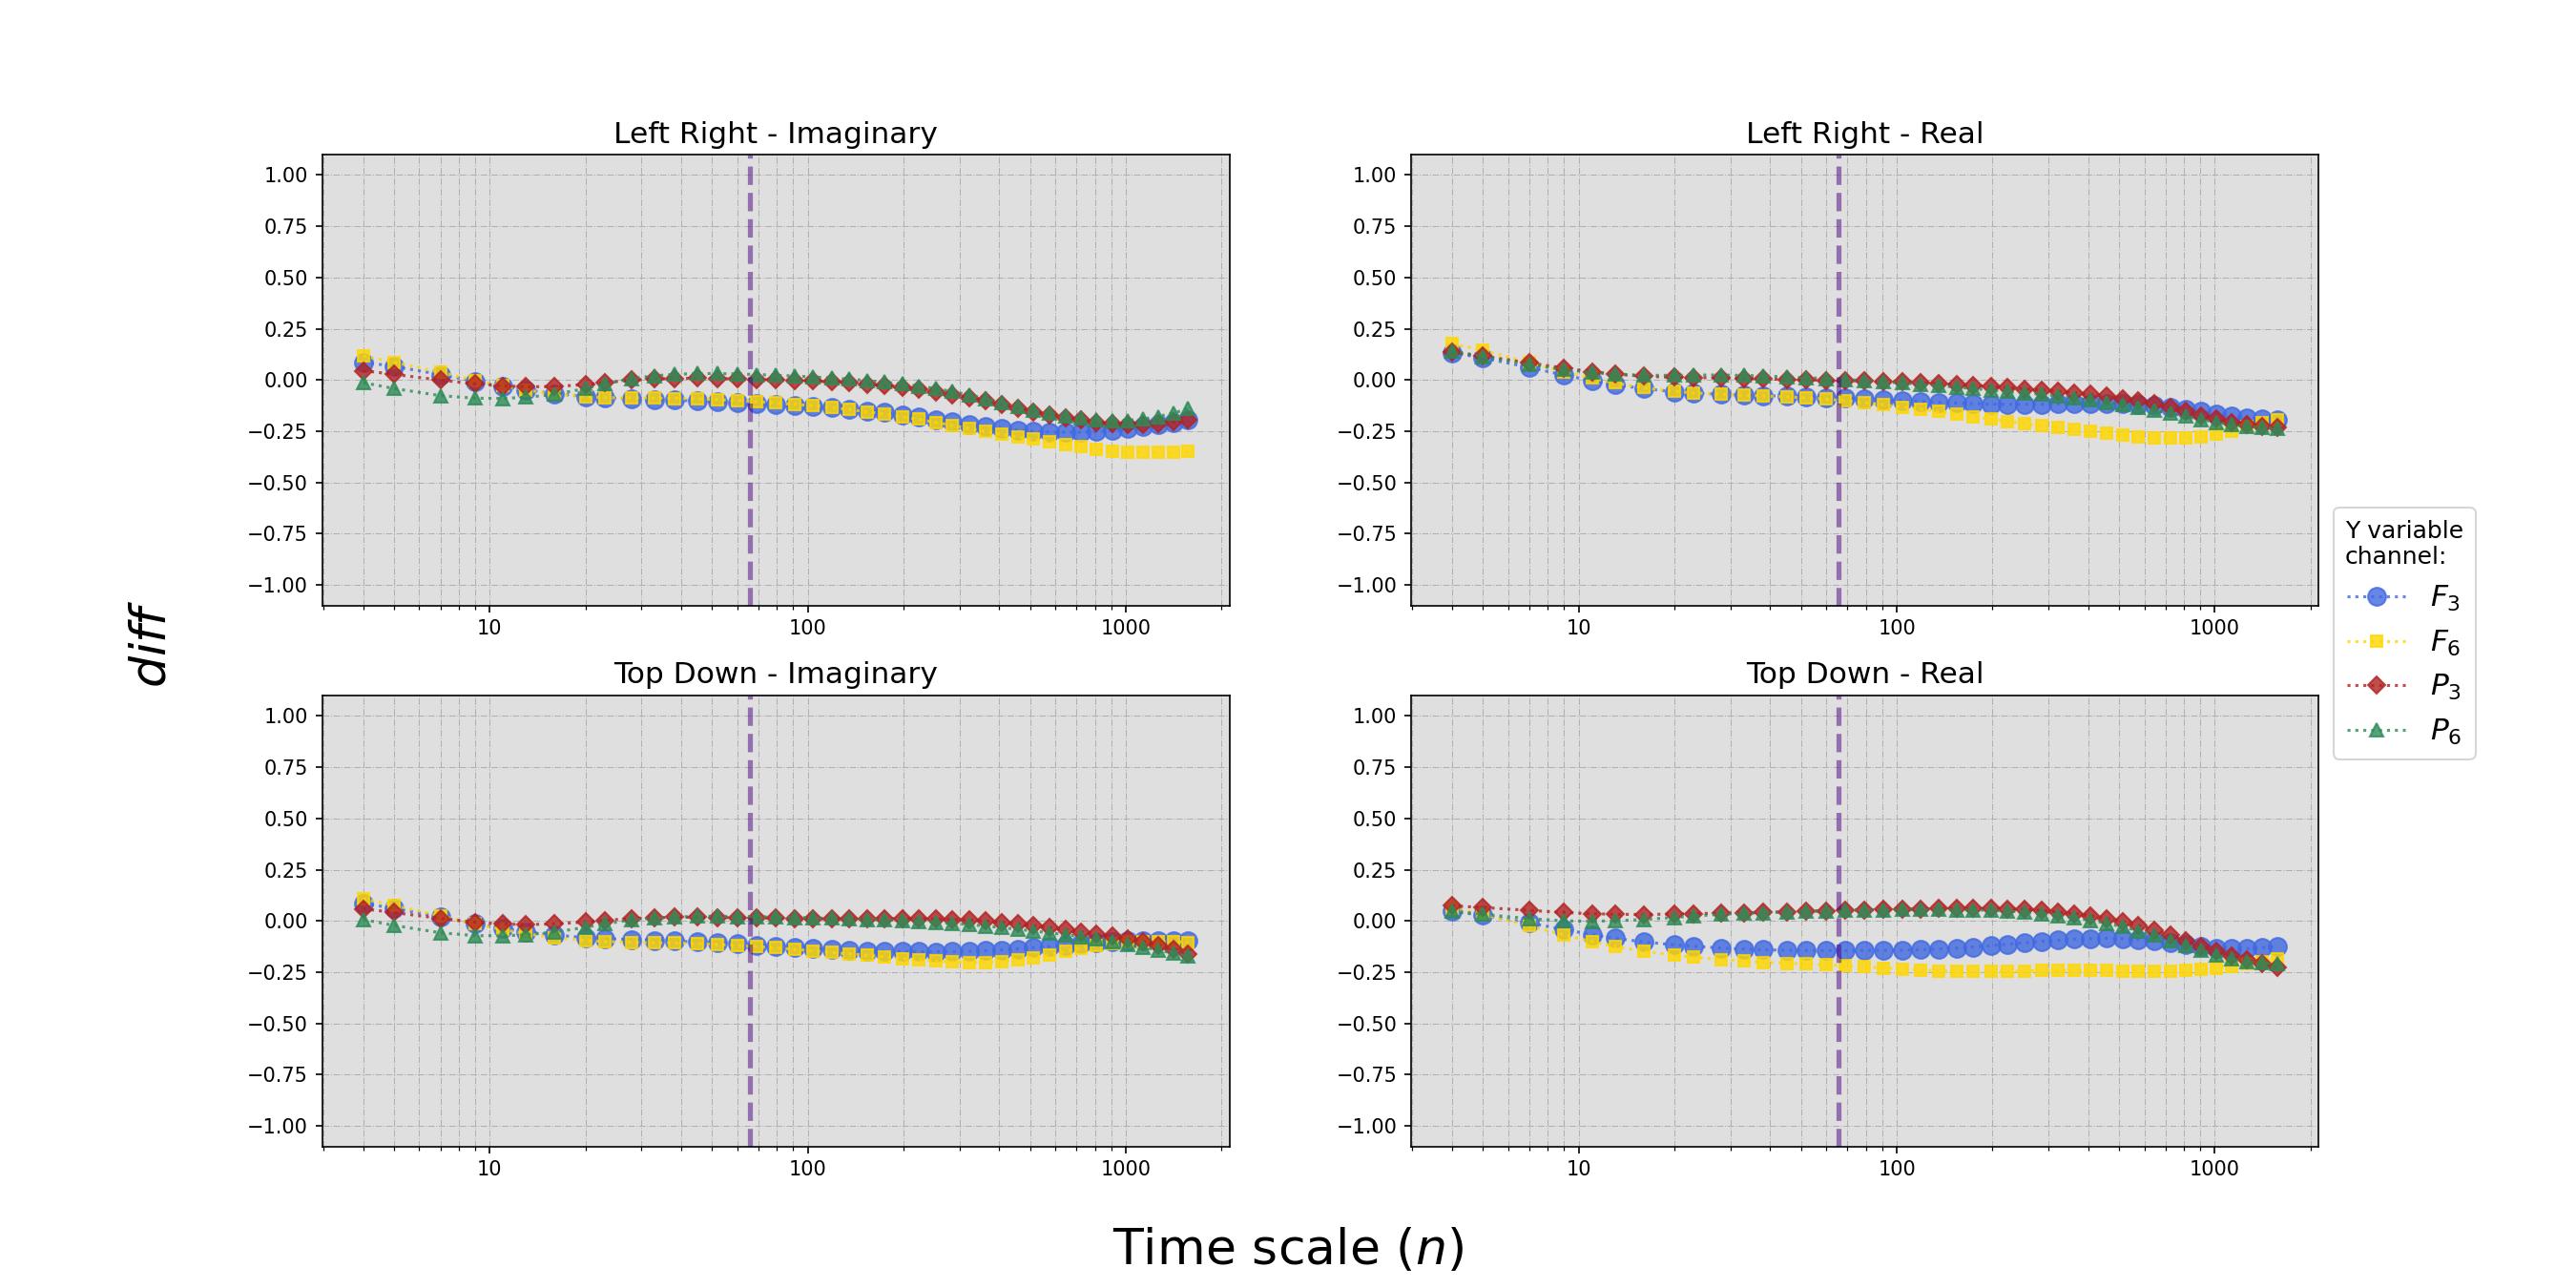 Left Right - Imaginary
1.00
0.75
0.50
0.25
0.00
−0.25
−0.50
−0.75
−1.00
10 100 1000
Left Right - Real
1.00
0.75
0.50
0.25
0.00
−0.25
−0.50
−0.75
−1.00
10 100 1000
Top Down - Imaginary
1.00
0.75
0.50
0.25
0.00
−0.25
−0.50
−0.75
−1.00
10 100 1000
Top Down - Real
1.00
0.75
0.50
0.25
0.00
−0.25
−0.50
−0.75
−1.00
10 100 1000
Y variable
channel:
F3
F6
P3
P6
diff
Time scale (n)